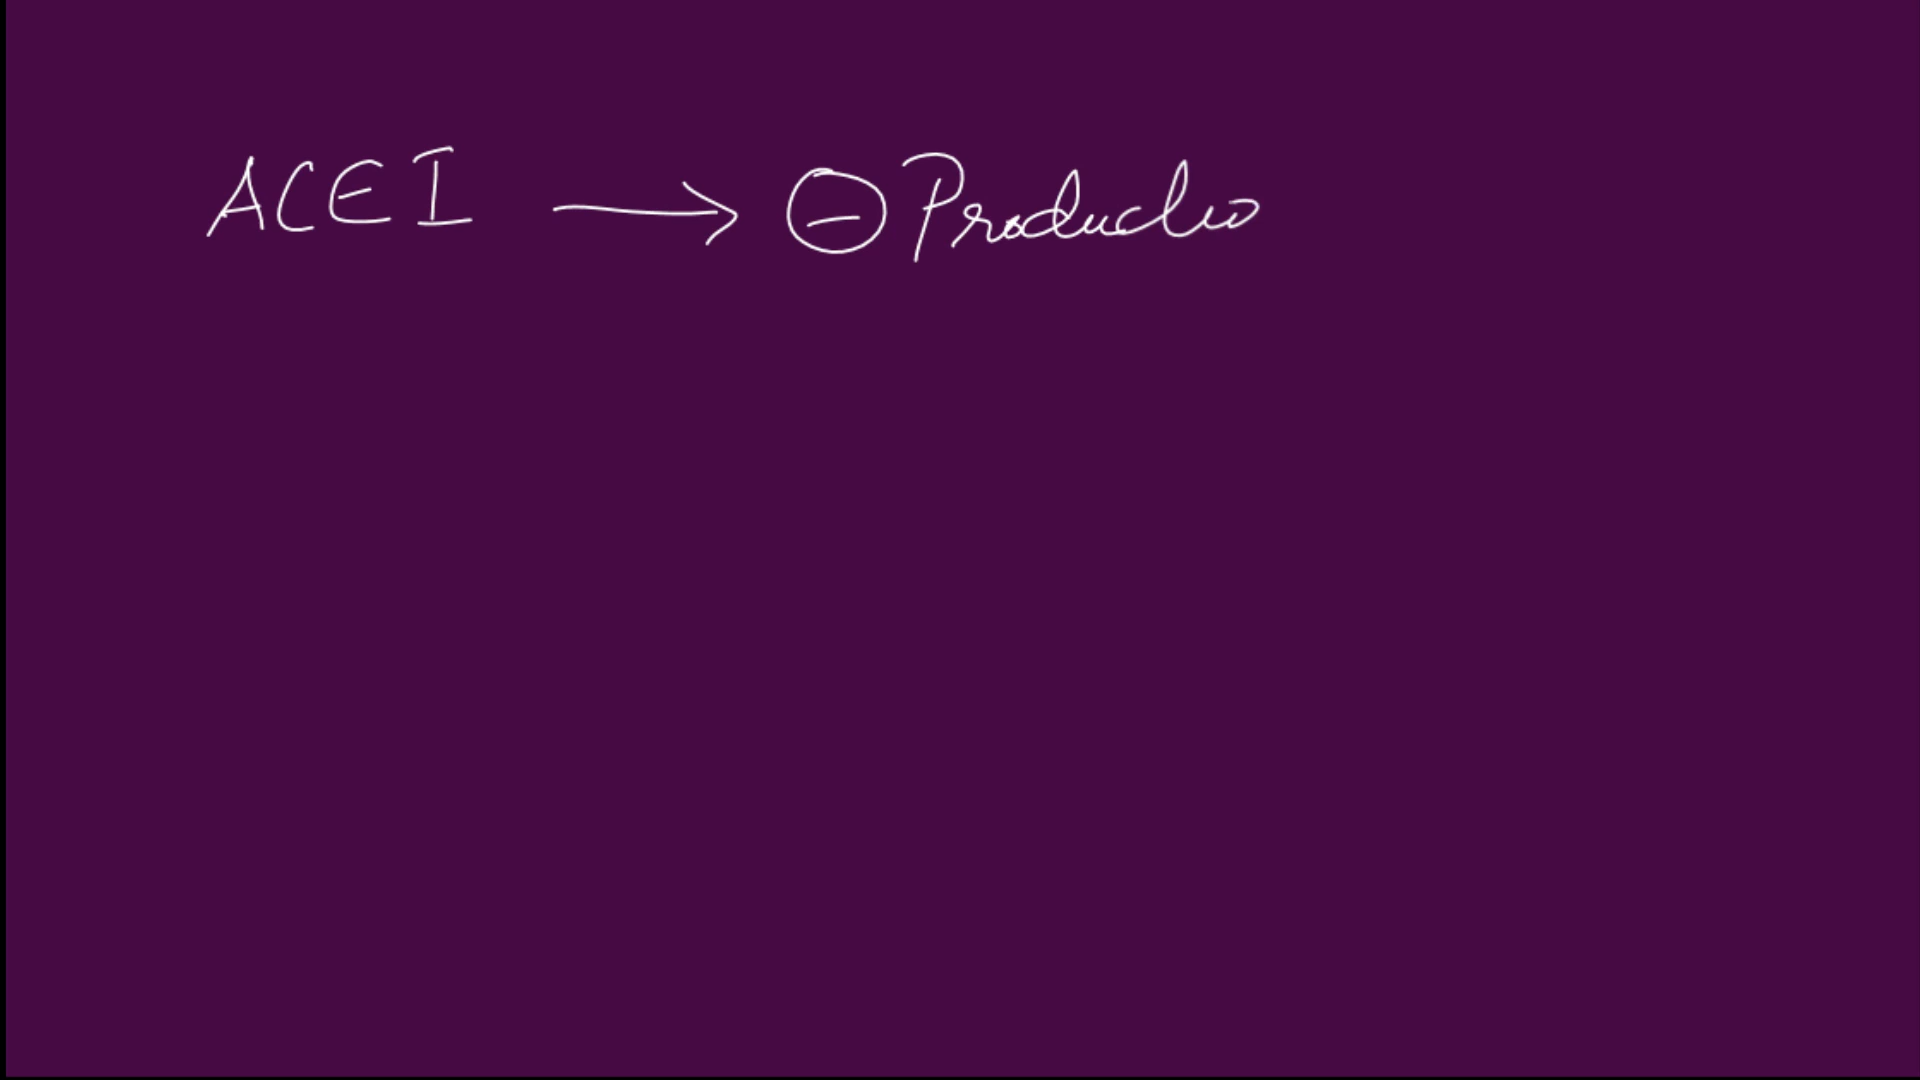 ACEI → ⊖ Productio